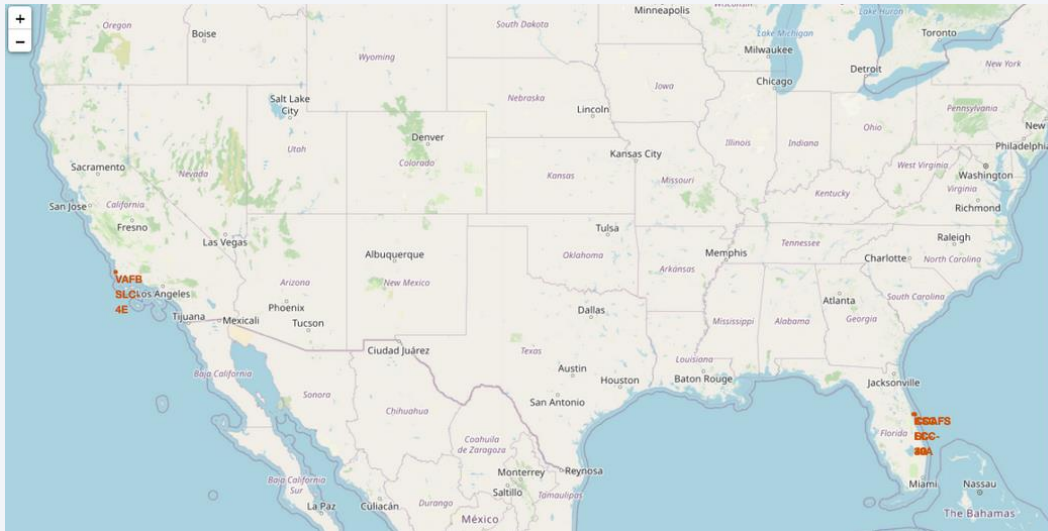 +
−
Oregon
Boise
South Dakota
Minneapolis
Wisconsin
Lake Huron
Toronto
Wyoming
Milwaukee
Lake Michigan
Detroit
New York
Chicago
Iowa
Salt Lake
City
Nebraska
Lincoln
Pennsylvania
New
Philadelphia
Denver
Utah
Colorado
Illinois
Indiana
Ohio
Sacramento
Nevada
Kansas City
Kansas
Missouri
West Virginia
Washington
Kentucky
Virginia
Richmond
San Jose
California
Fresno
Las Vegas
Tulsa
Tennessee
Raleigh
North Carolina
Charlotte
Memphis
Albuquerque
Oklahoma
Arkansas
VAFB
SLC-
4E
Los Angeles
Arizona
New Mexico
Phoenix
Tucson
Tijuana
Mexicali
Dallas
Mississippi
Alabama
Atlanta
Georgia
South Carolina
Ciudad Juárez
Texas
Louisiana
Baja California
Sonora
Austin
Houston
Baton Rouge
Jacksonville
San Antonio
Chihuahua
Florida
Coahuila
de Zaragoza
Baja California
Sur
Monterrey
Reynosa
Saltillo
Tamaulipas
Miami
Nassau
La Paz
Culiacán
Durango
México
The Bahamas